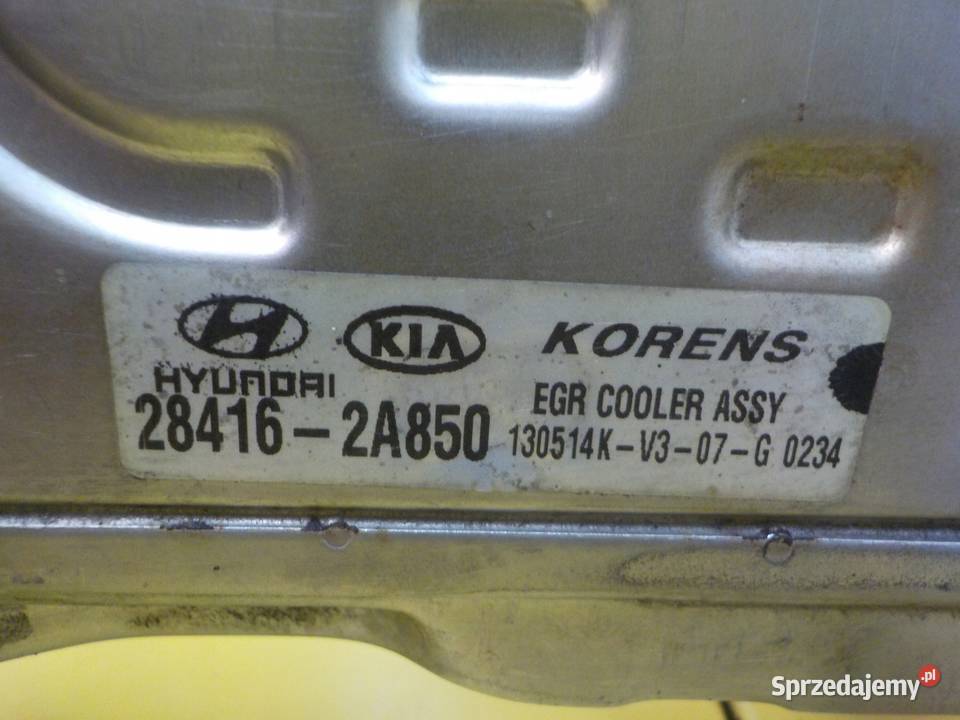 HYUNDAI KIA KORENS
28416-2A850
EGR COOLER ASSY
130514K-V3-07-G 0234
Sprzedajemy.pl